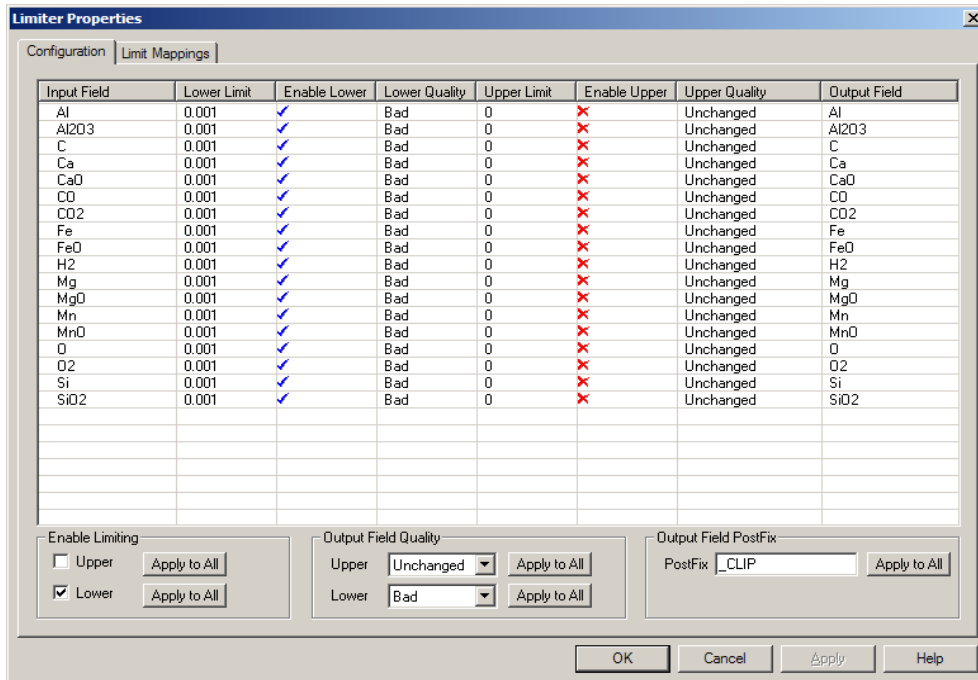 Limiter Properties
Configuration Limit Mappings
Input Field Lower Limit Enable Lower Lower Quality Upper Limit Enable Upper Upper Quality Output Field
Al 0.001 Bad 0 Unchanged Al
Al2O3 0.001 Bad 0 Unchanged Al2O3
C 0.001 Bad 0 Unchanged C
Ca 0.001 Bad 0 Unchanged Ca
CaO 0.001 Bad 0 Unchanged CaO
CO 0.001 Bad 0 Unchanged CO
CO2 0.001 Bad 0 Unchanged CO2
Fe 0.001 Bad 0 Unchanged Fe
FeO 0.001 Bad 0 Unchanged FeO
H2 0.001 Bad 0 Unchanged H2
Mg 0.001 Bad 0 Unchanged Mg
MgO 0.001 Bad 0 Unchanged MgO
Mn 0.001 Bad 0 Unchanged Mn
MnO 0.001 Bad 0 Unchanged MnO
O 0.001 Bad 0 Unchanged O
O2 0.001 Bad 0 Unchanged O2
Si 0.001 Bad 0 Unchanged Si
SiO2 0.001 Bad 0 Unchanged SiO2
Enable Limiting Output Field Quality Output Field PostFix
Upper Apply to All Upper Unchanged Apply to All PostFix _CLIP Apply to All
Lower Apply to All Lower Bad Apply to All
OK Cancel Apply Help